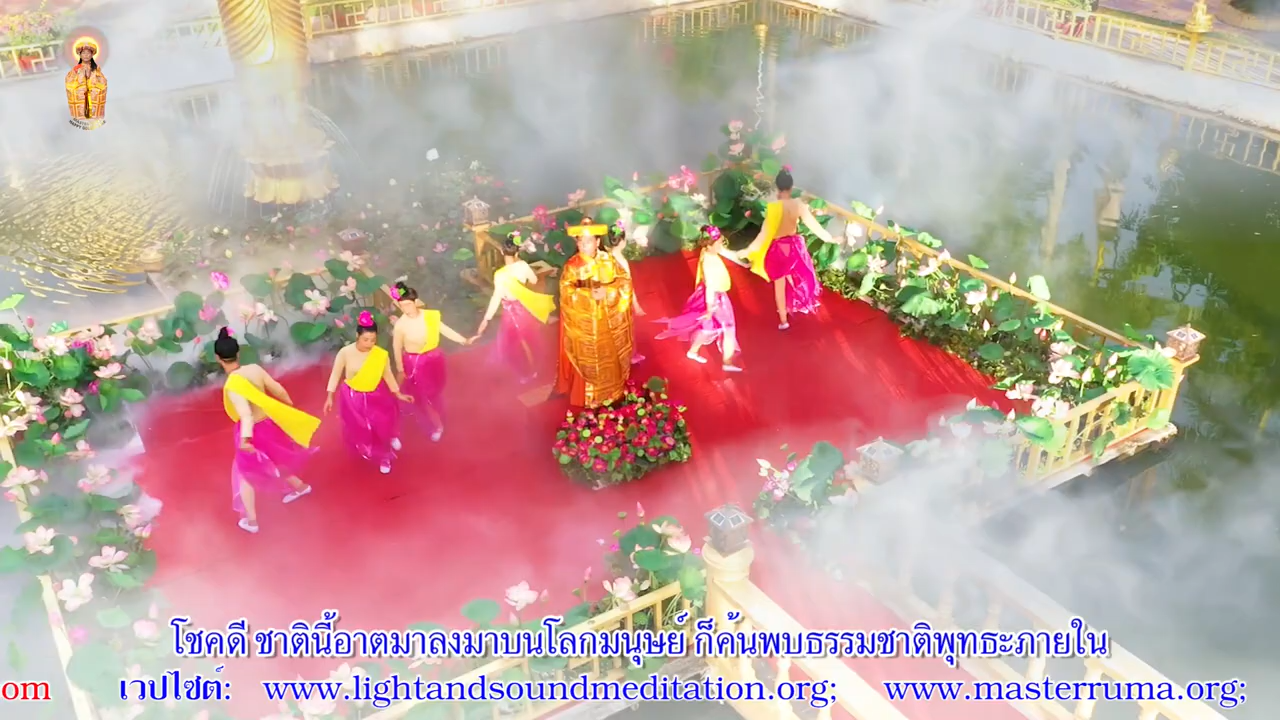 โชคดี ชาตินี้อาตมาลงมาบนโลกมนุษย์ ก็ค้นพบธรรมชาติพุทธะภายใน
om เวปไซต์: www.lightandsoundmeditation.org; www.masterruma.org;